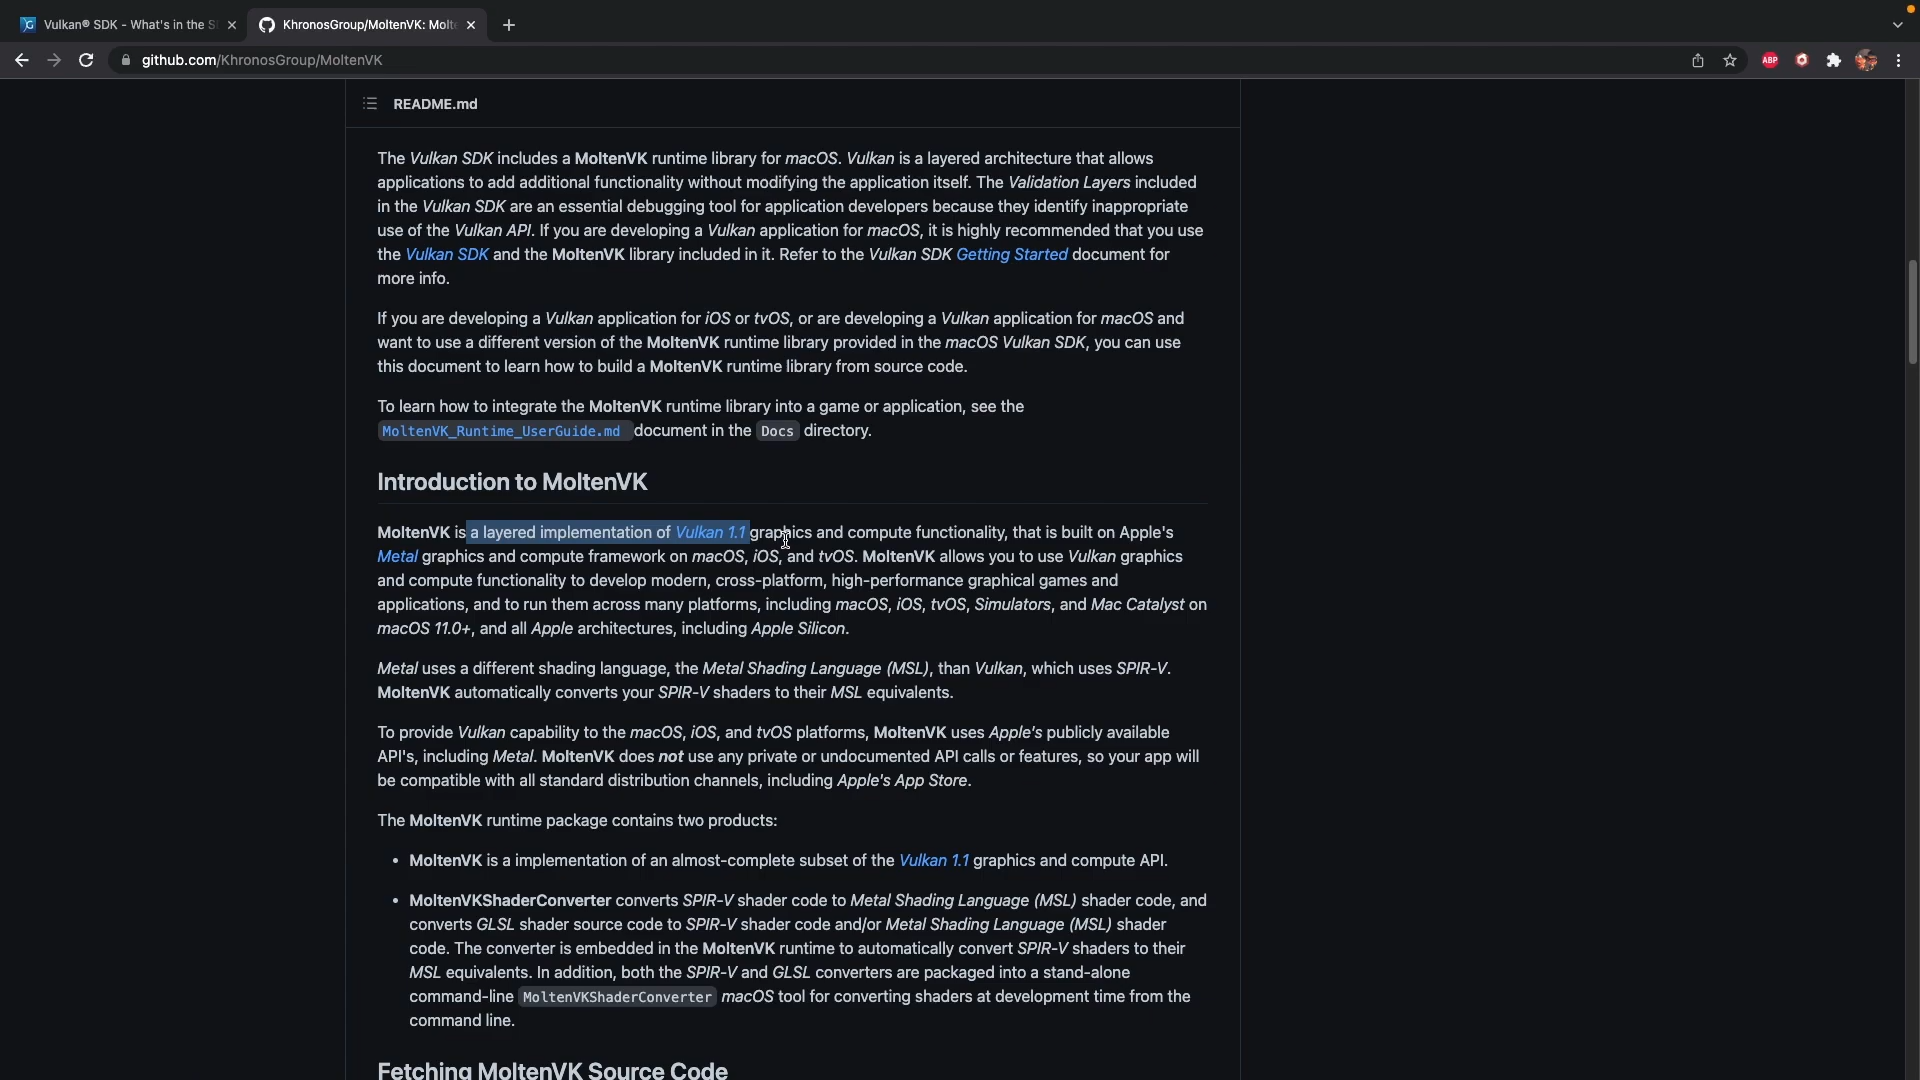 Vulkan® SDK - What's in the S
KhronosGroup/MoltenVK: Molte
github.com/KhronosGroup/MoltenVK
ABP
README.md
The Vulkan SDK includes a MoltenVK runtime library for macOS. Vulkan is a layered architecture that allows
applications to add additional functionality without modifying the application itself. The Validation Layers included
in the Vulkan SDK are an essential debugging tool for application developers because they identify inappropriate
use of the Vulkan API. If you are developing a Vulkan application for macOS, it is highly recommended that you use
the Vulkan SDK and the MoltenVK library included in it. Refer to the Vulkan SDK Getting Started document for
more info.
If you are developing a Vulkan application for iOS or tvOS, or are developing a Vulkan application for macOS and
want to use a different version of the MoltenVK runtime library provided in the macOS Vulkan SDK, you can use
this document to learn how to build a MoltenVK runtime library from source code.
To learn how to integrate the MoltenVK runtime library into a game or application, see the
MoltenVK_Runtime_UserGuide.md document in the Docs directory.
Introduction to MoltenVK
MoltenVK is a layered implementation of Vulkan 1.1 graphics and compute functionality, that is built on Apple's
Metal graphics and compute framework on macOS, iOS, and tvOS. MoltenVK allows you to use Vulkan graphics
and compute functionality to develop modern, cross-platform, high-performance graphical games and
applications, and to run them across many platforms, including macOS, iOS, tvOS, Simulators, and Mac Catalyst on
macOS 11.0+, and all Apple architectures, including Apple Silicon.
Metal uses a different shading language, the Metal Shading Language (MSL), than Vulkan, which uses SPIR-V.
MoltenVK automatically converts your SPIR-V shaders to their MSL equivalents.
To provide Vulkan capability to the macOS, iOS, and tvOS platforms, MoltenVK uses Apple's publicly available
API's, including Metal. MoltenVK does not use any private or undocumented API calls or features, so your app will
be compatible with all standard distribution channels, including Apple's App Store.
The MoltenVK runtime package contains two products:
• MoltenVK is a implementation of an almost-complete subset of the Vulkan 1.1 graphics and compute API.
• MoltenVKShaderConverter converts SPIR-V shader code to Metal Shading Language (MSL) shader code, and
converts GLSL shader source code to SPIR-V shader code and/or Metal Shading Language (MSL) shader
code. The converter is embedded in the MoltenVK runtime to automatically convert SPIR-V shaders to their
MSL equivalents. In addition, both the SPIR-V and GLSL converters are packaged into a stand-alone
command-line MoltenVKShaderConverter macOS tool for converting shaders at development time from the
command line.
Fetching MoltenVK Source Code